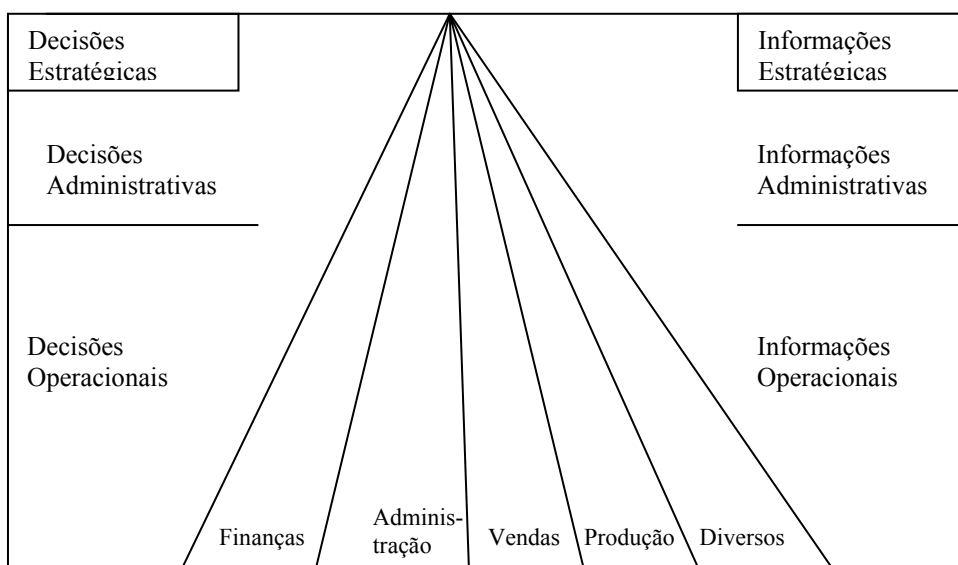 Decisões
Estratégicas
Informações
Estratégicas
Decisões
Administrativas
Informações
Administrativas
Decisões
Operacionais
Informações
Operacionais
Finanças
Adminis-
tração
Vendas
Produção
Diversos